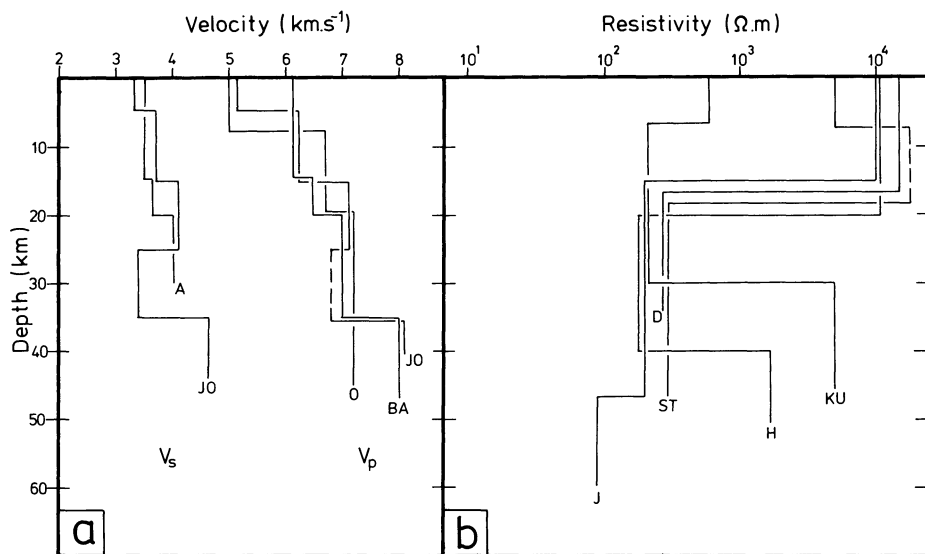 Velocity (km.s⁻¹)
2 3 4 5 6 7 8
Depth (km)
10
20
30
40
50
60
A
JO
JO
O
BA
Vs
Vp
a
Resistivity (Ω.m)
10¹ 10² 10³ 10⁴
D
ST
KU
H
J
b